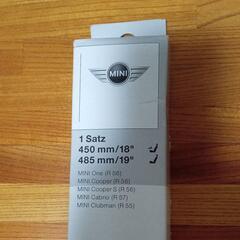 MINI
1 Satz
450 mm/18"
485 mm/19"
MINI One (R 56)
MINI Cooper (R 56)
MINI Cooper S (R 56)
MINI Cabrio (R 57)
MINI Clubman (R 55)